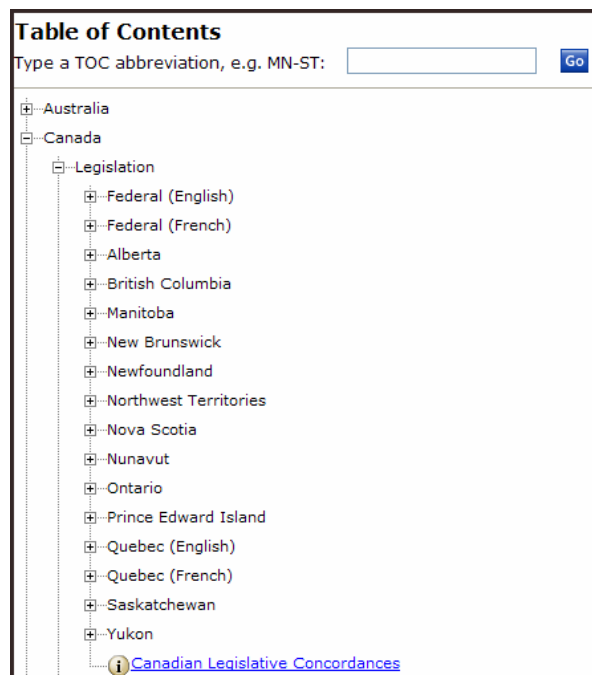 Table of Contents
Type a TOC abbreviation, e.g. MN-ST: Go
Australia
Canada
Legislation
Federal (English)
Federal (French)
Alberta
British Columbia
Manitoba
New Brunswick
Newfoundland
Northwest Territories
Nova Scotia
Nunavut
Ontario
Prince Edward Island
Quebec (English)
Quebec (French)
Saskatchewan
Yukon
Canadian Legislative Concordances